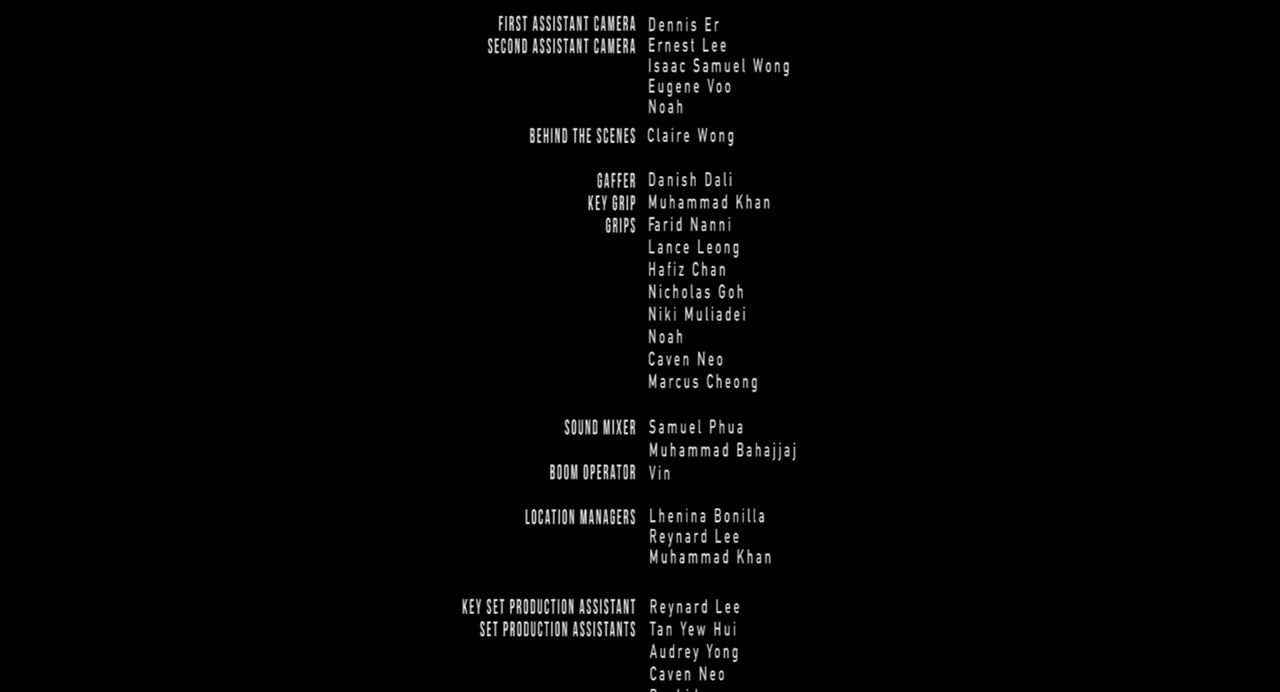 FIRST ASSISTANT CAMERA Dennis Er
SECOND ASSISTANT CAMERA Ernest Lee
Isaac Samuel Wong
Eugene Voo
Noah
BEHIND THE SCENES Claire Wong
GAFFER Danish Dali
KEY GRIP Muhammad Khan
GRIPS Farid Nanni
Lance Leong
Hafiz Chan
Nicholas Goh
Niki Muliadei
Noah
Caven Neo
Marcus Cheong
SOUND MIXER Samuel Phua
Muhammad Bahajjaj
BOOM OPERATOR Vin
LOCATION MANAGERS Lhenina Bonilla
Reynard Lee
Muhammad Khan
KEY SET PRODUCTION ASSISTANT Reynard Lee
SET PRODUCTION ASSISTANTS Tan Yew Hui
Audrey Yong
Caven Neo